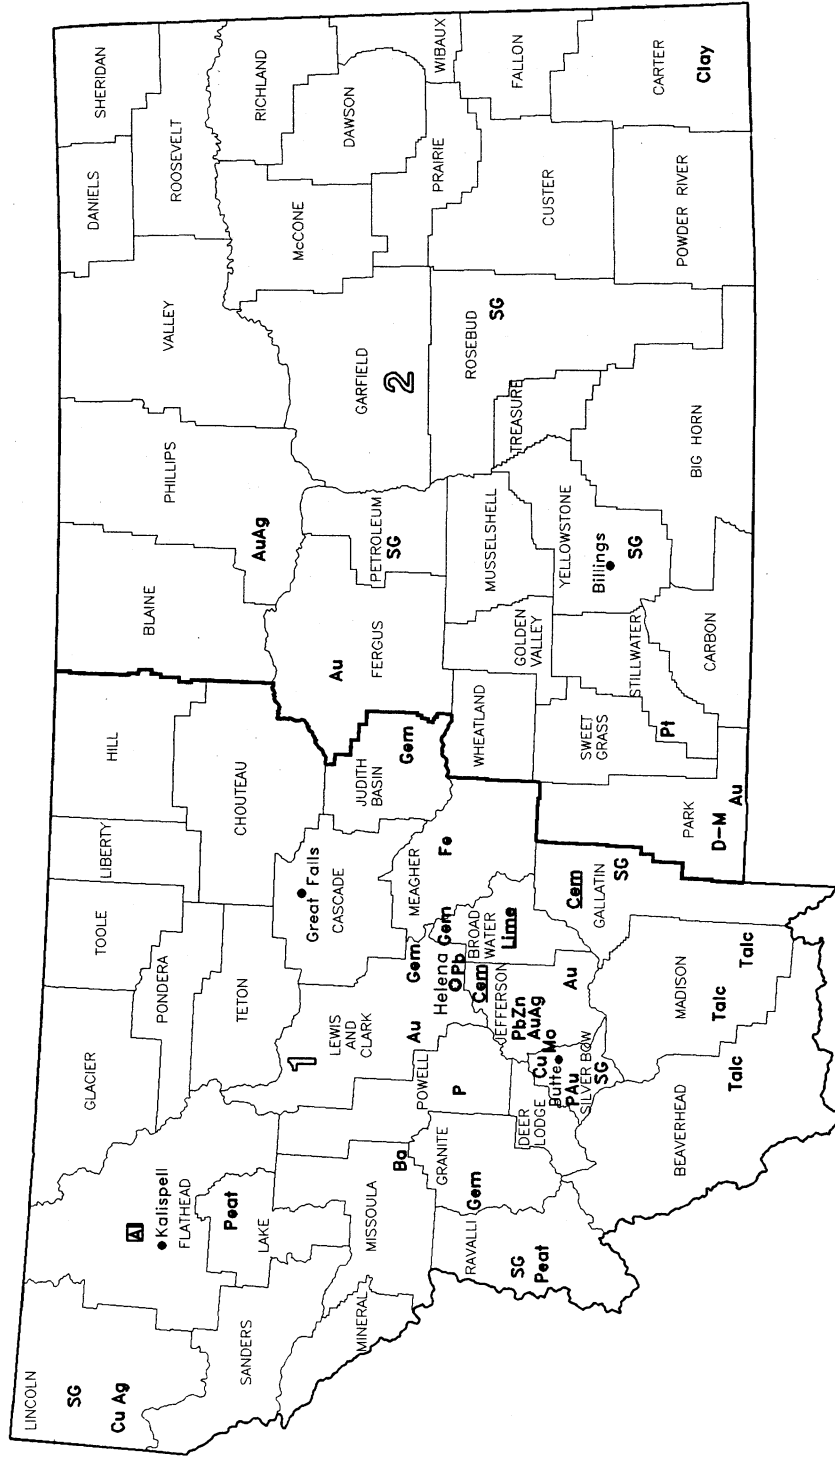 LINCOLN
SG
Cu Ag
Al
Kalispell
FLATHEAD
GLACIER
TOOLE
LIBERTY
HILL
BLAINE
PHILLIPS
AuAg
VALLEY
DANIELS
SHERIDAN
ROOSEVELT
SANDERS
Peat
LAKE
PONDERA
TETON
CHOUTEAU
1
Great Falls
CASCADE
JUDITH
BASIN
Gem
Au
FERGUS
PETROLEUM
SG
GARFIELD
2
McCONE
RICHLAND
DAWSON
PRAIRIE
WIBAUX
MINERAL
MISSOULA
Ba
POWELL
P
LEWIS
AND
CLARK
Au
Gem
MEAGHER
Fe
GRANITE
Gem
RAVALLI
SG
Peat
DEER
LODGE
Helena
Gem
Pb
Cem
BROAD
WATER
Lime
JEFFERSON
PbZn
AuAg
Au
Cu
Mo
Butte
PAu
SILVER BOW
SG
WHEATLAND
GOLDEN
VALLEY
MUSSELSHELL
TREASURE
ROSEBUD
SG
CUSTER
FALLON
Cem
GALLATIN
SG
PARK
D-M
Au
SWEET
GRASS
Pt
STILLWATER
YELLOWSTONE
Billings
SG
CARBON
BIG HORN
POWDER RIVER
CARTER
Clay
BEAVERHEAD
Talc
MADISON
Talc
Talc